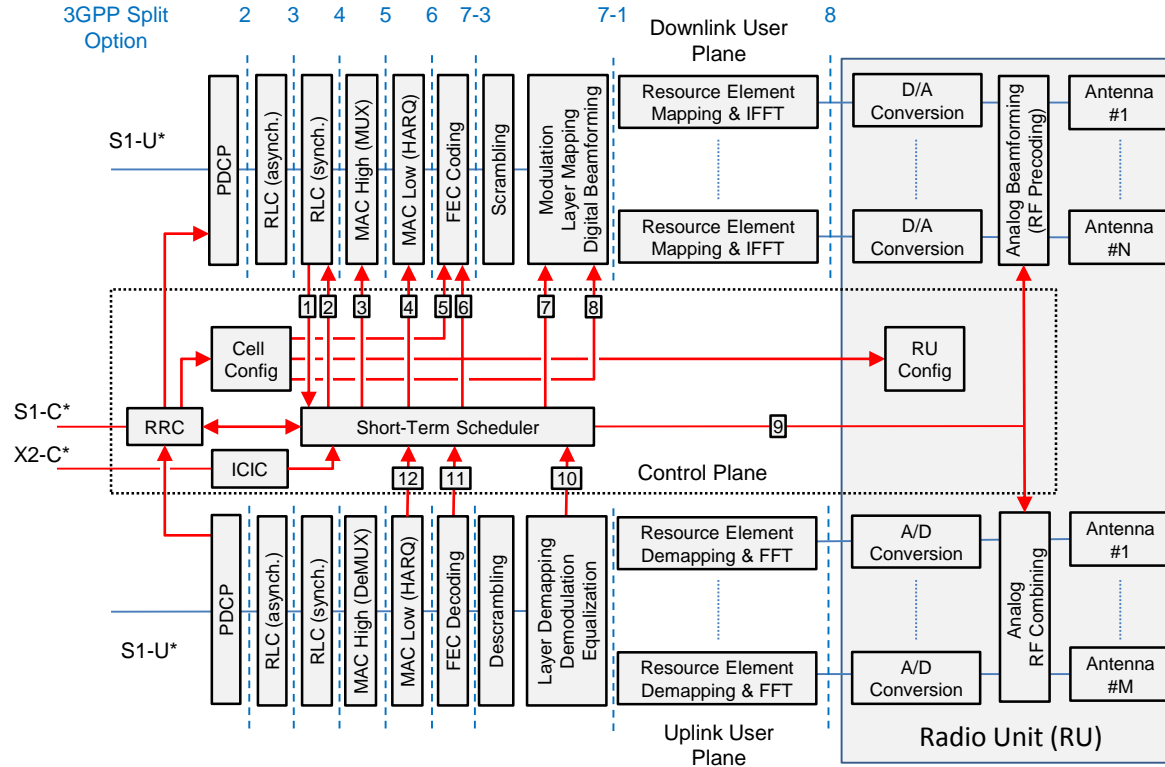 3GPP Split
Option
2
3
4
5
6
7-3
7-1
8
Downlink User
Plane
S1-U*
PDCP
RLC (asynch.)
RLC (synch.)
MAC High (MUX)
MAC Low (HARQ)
FEC Coding
Scrambling
Modulation
Layer Mapping
Digital Beamforming
Resource Element
Mapping & IFFT
Resource Element
Mapping & IFFT
D/A
Conversion
D/A
Conversion
Analog Beamforming
(RF Precoding)
Antenna
#1
Antenna
#N
1
2
3
4
5
6
7
8
Cell
Config
RU
Config
S1-C*
RRC
Short-Term Scheduler
9
X2-C*
ICIC
12
11
10
Control Plane
S1-U*
PDCP
RLC (asynch.)
RLC (synch.)
MAC High (DeMUX)
MAC Low (HARQ)
FEC Decoding
Descrambling
Layer Demapping
Demodulation
Equalization
Resource Element
Demapping & FFT
Resource Element
Demapping & FFT
A/D
Conversion
A/D
Conversion
Analog
RF Combining
Antenna
#1
Antenna
#M
Uplink User
Plane
Radio Unit (RU)